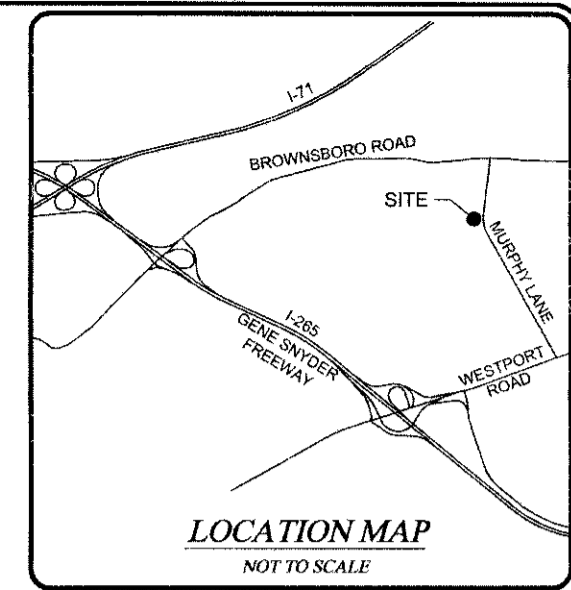 I-71
BROWNSBORO ROAD
SITE
MURPHY LANE
I-265
GENE SNYDER
FREEWAY
WESTPORT
ROAD
LOCATION MAP
NOT TO SCALE